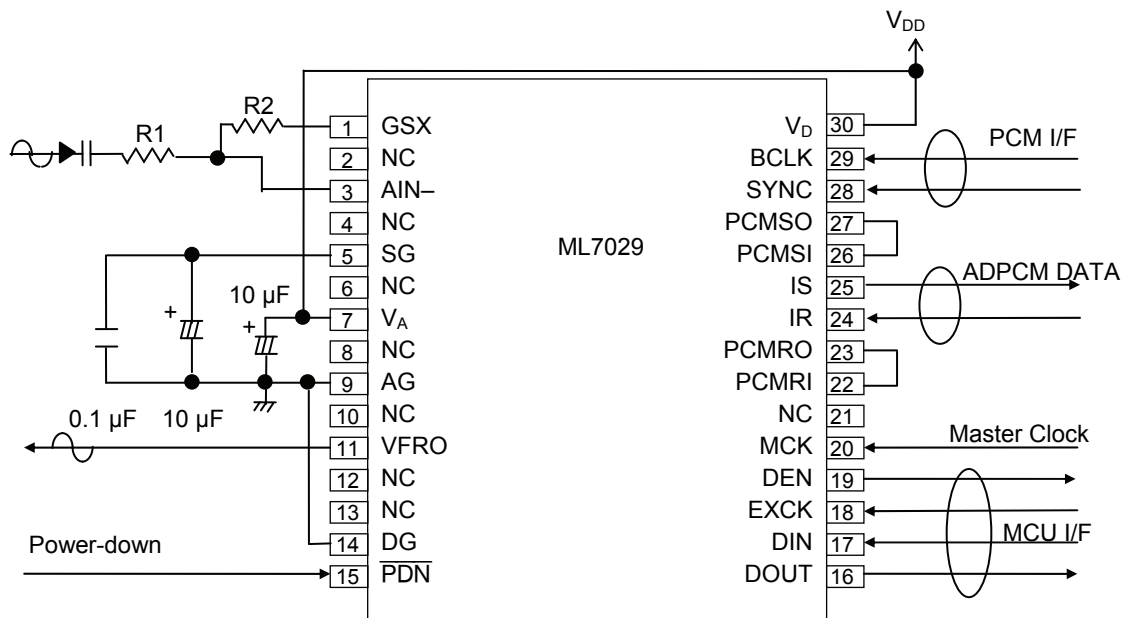 V_DD
R1
R2
10 µF
+
+
0.1 µF
10 µF
Power-down
1 GSX
2 NC
3 AIN–
4 NC
5 SG
6 NC
7 V_A
8 NC
9 AG
10 NC
11 VFRO
12 NC
13 NC
14 DG
15 PDN
ML7029
V_D 30
BCLK 29
SYNC 28
PCMSO 27
PCMSI 26
IS 25
IR 24
PCMRO 23
PCMRI 22
NC 21
MCK 20
DEN 19
EXCK 18
DIN 17
DOUT 16
PCM I/F
ADPCM DATA
Master Clock
MCU I/F